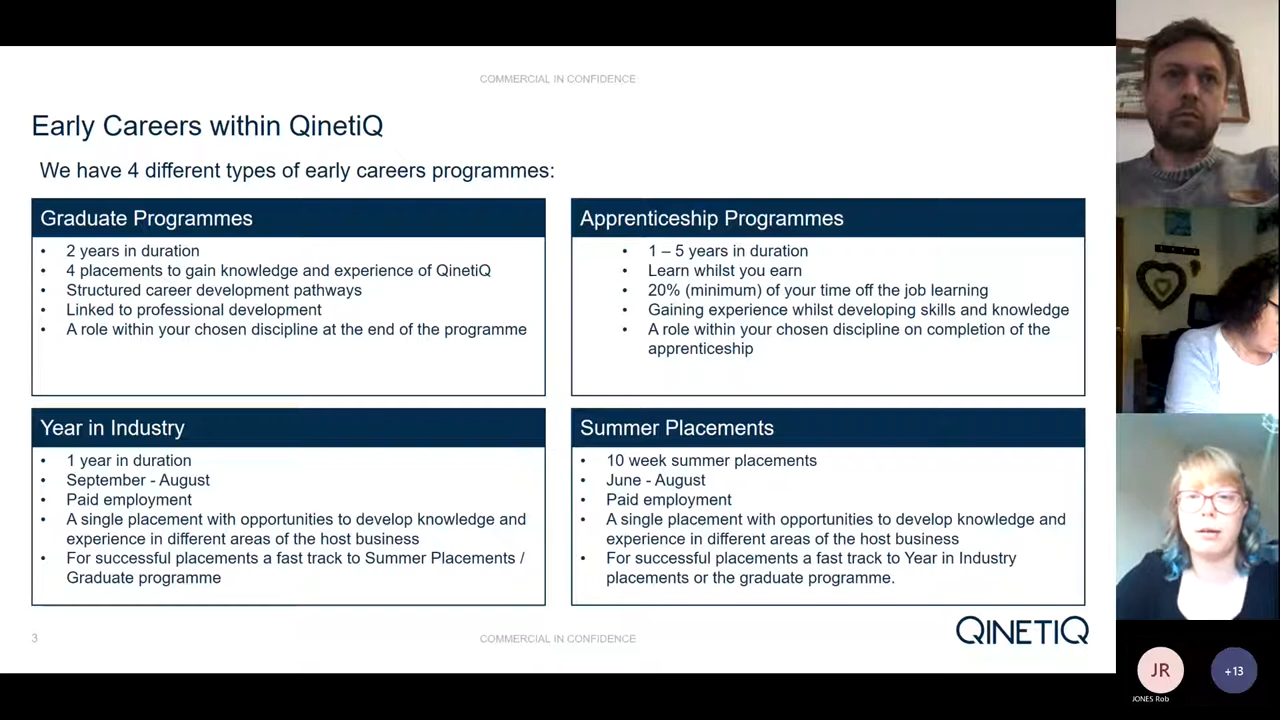 COMMERCIAL IN CONFIDENCE
Early Careers within QinetiQ
We have 4 different types of early careers programmes:
Graduate Programmes
• 2 years in duration
• 4 placements to gain knowledge and experience of QinetiQ
• Structured career development pathways
• Linked to professional development
• A role within your chosen discipline at the end of the programme
Apprenticeship Programmes
• 1 – 5 years in duration
• Learn whilst you earn
• 20% (minimum) of your time off the job learning
• Gaining experience whilst developing skills and knowledge
• A role within your chosen discipline on completion of the
apprenticeship
Year in Industry
• 1 year in duration
• September - August
• Paid employment
• A single placement with opportunities to develop knowledge and
experience in different areas of the host business
• For successful placements a fast track to Summer Placements /
Graduate programme
Summer Placements
• 10 week summer placements
• June - August
• Paid employment
• A single placement with opportunities to develop knowledge and
experience in different areas of the host business
• For successful placements a fast track to Year in Industry
placements or the graduate programme.
3
COMMERCIAL IN CONFIDENCE
QINETIQ
JR
+13
JONES Rob